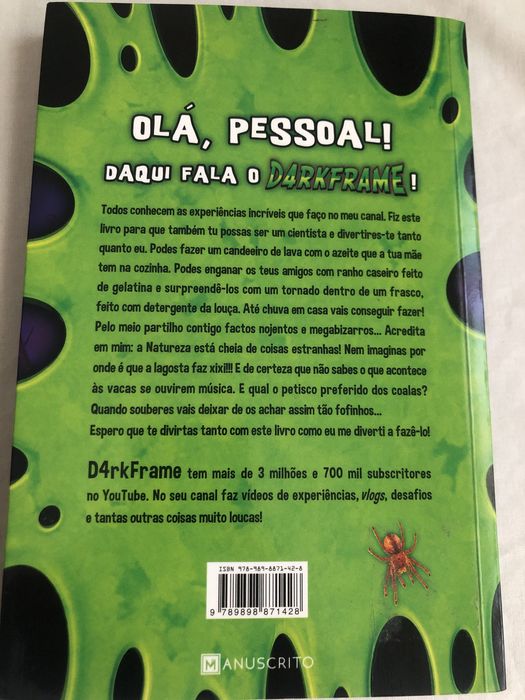 OLÁ, PESSOAL!
DAQUI FALA O D4RKFRAME!
Todos conhecem as experiências incríveis que faço no meu canal. Fiz este
livro para que também tu possas ser um cientista e divertires-te tanto
quanto eu. Podes fazer um candeeiro de lava com o azeite que a tua mãe
tem na cozinha. Podes enganar os teus amigos com ranho caseiro feito
de gelatina e surpreendê-los com um tornado dentro de um frasco,
feito com detergente da louça. Até chuva em casa vais conseguir fazer!
Pelo meio partilho contigo factos nojentos e megabizarros... Acredita
em mim: a Natureza está cheia de coisas estranhas! Nem imaginas por
onde é que a lagosta faz xixi!!! E de certeza que não sabes o que acontece
às vacas se ouvirem música. E qual o petisco preferido dos coalas?
Quando souberes vais deixar de os achar assim tão fofinhos...
Espero que te divirtas tanto com este livro como eu me diverti a fazê-lo!
D4rkFrame tem mais de 3 milhões e 700 mil subscritores
no YouTube. No seu canal faz vídeos de experiências, vlogs, desafios
e tantas outras coisas muito loucas!
ISBN 978-989-8871-42-8
9 789898 871428
MANUSCRITO